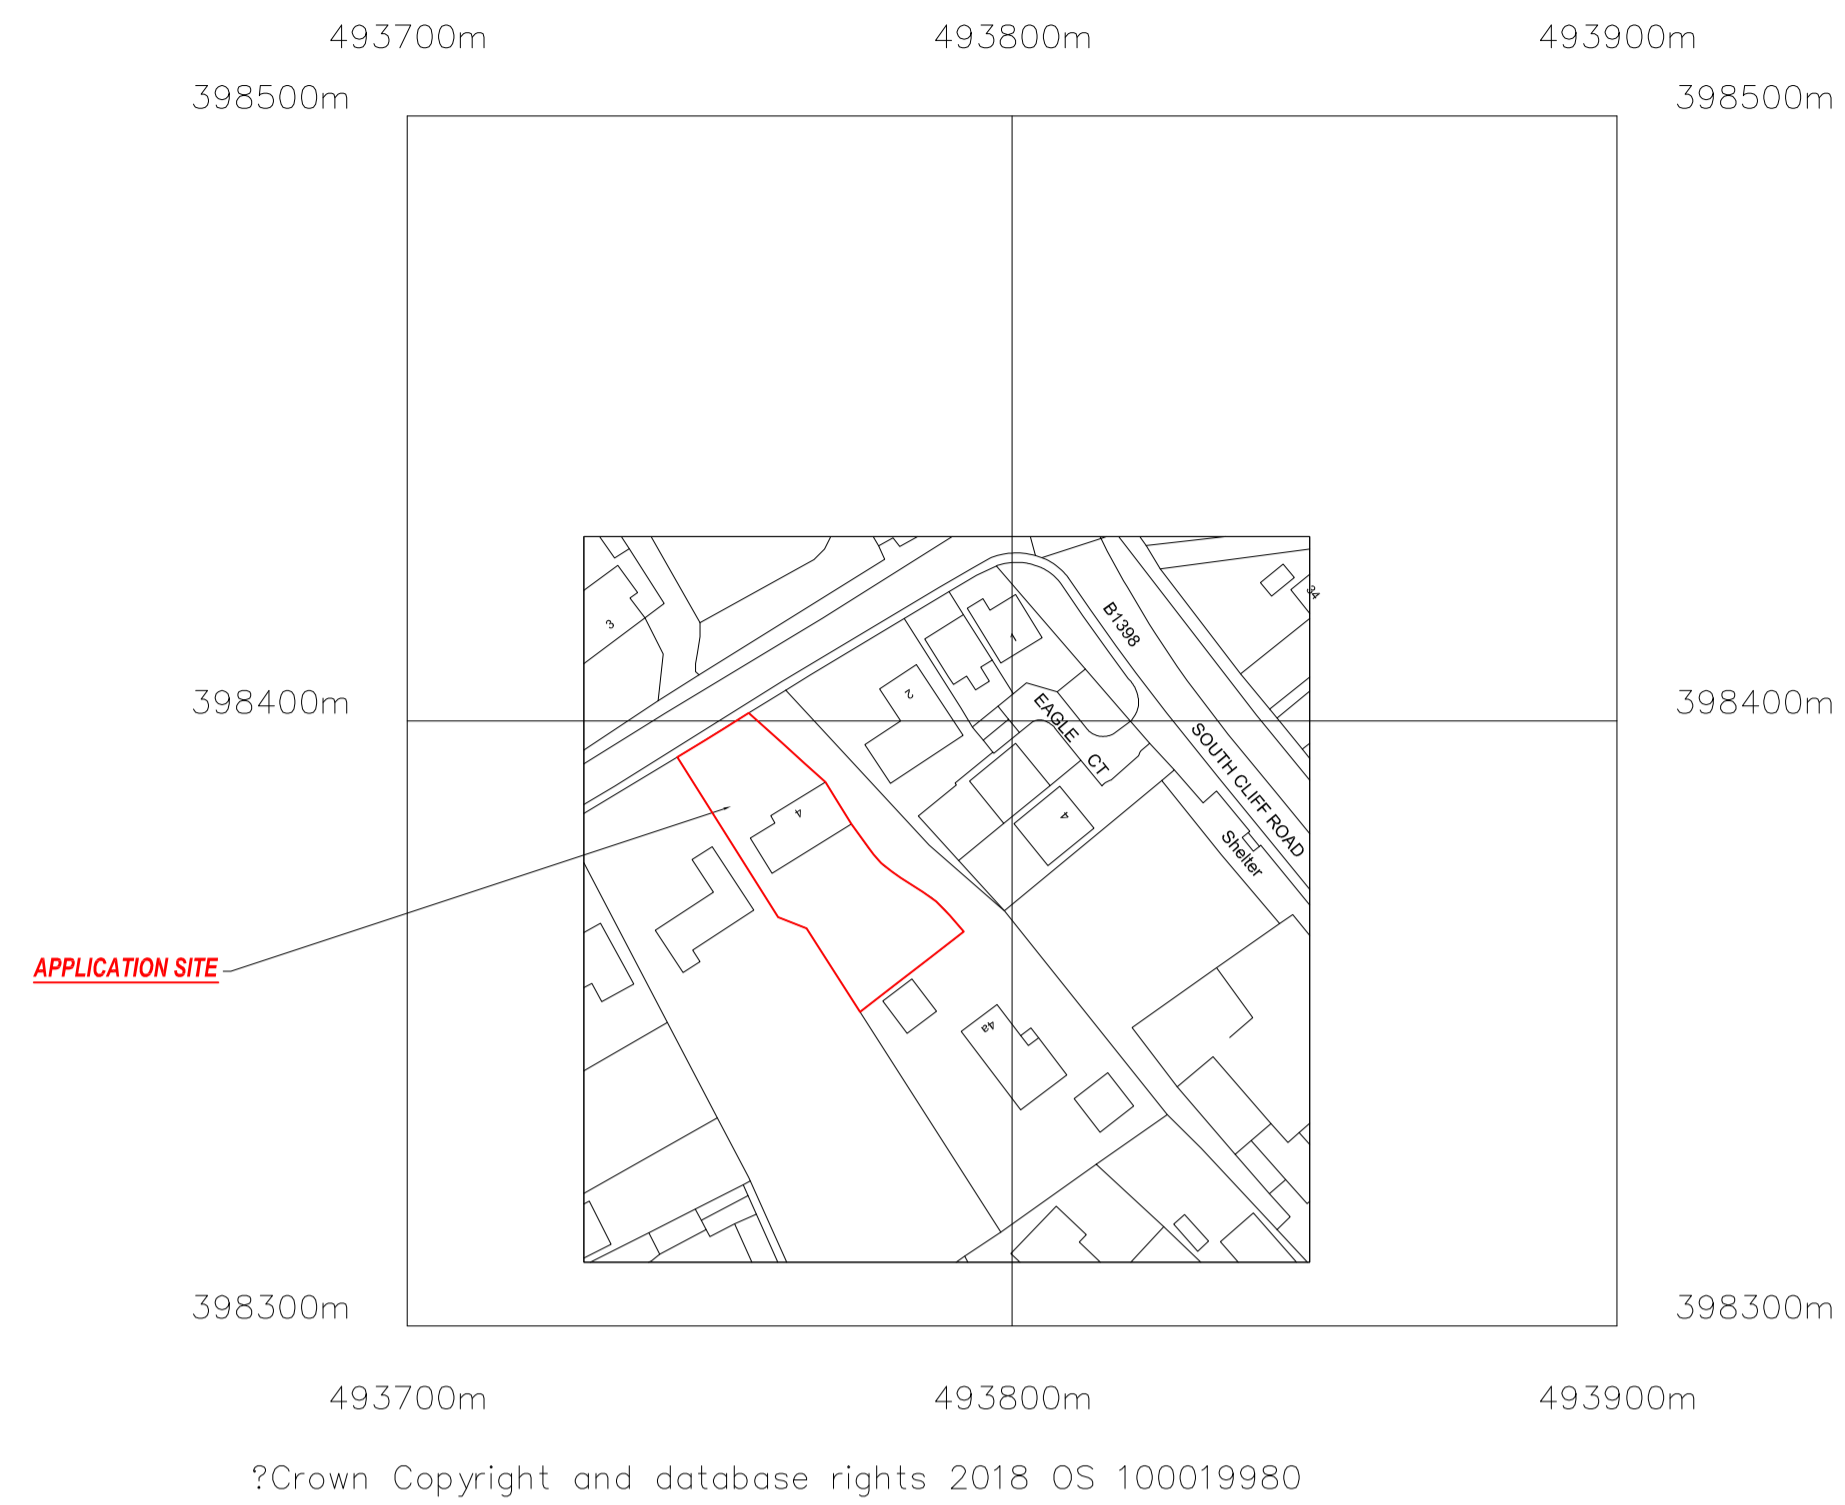 493700m 493800m 493900m
398500m 398500m
34
B1398
3
1
2
EAGLE CT
398400m 398400m
SOUTH CLIFF ROAD
4
4
Shelter
APPLICATION SITE
4a
398300m 398300m
493700m 493800m 493900m
?Crown Copyright and database rights 2018 OS 100019980